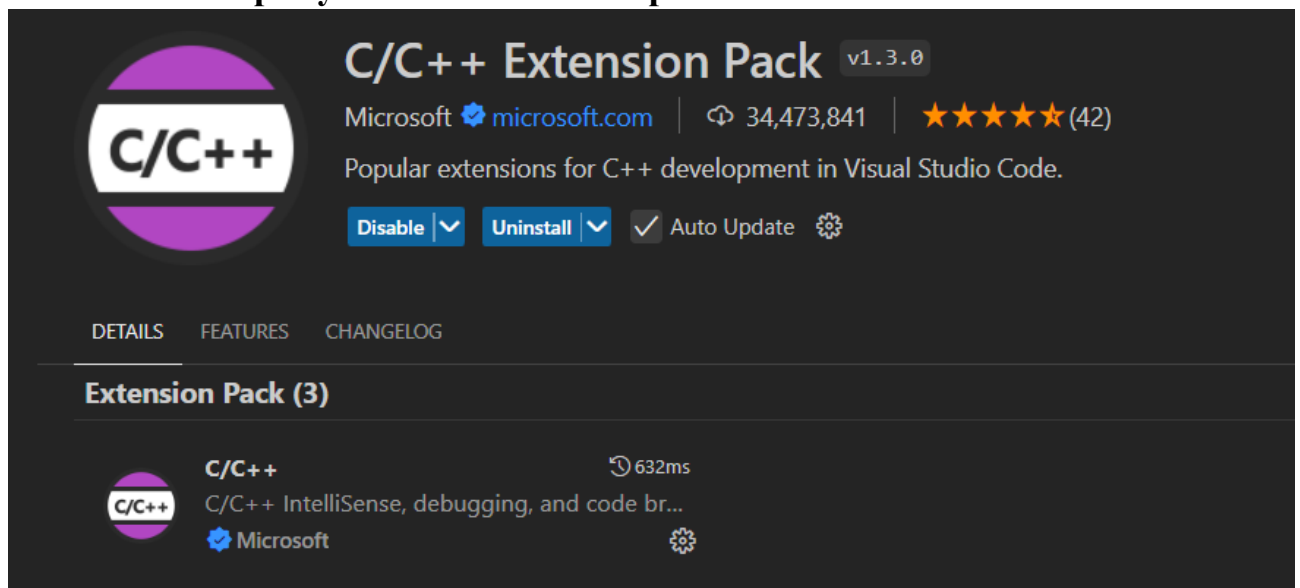 C/C++
C/C++ Extension Pack v1.3.0
Microsoft microsoft.com 34,473,841 (42)
Popular extensions for C++ development in Visual Studio Code.
Disable Uninstall Auto Update
DETAILS FEATURES CHANGELOG
Extension Pack (3)
C/C++
C/C++ 632ms
C/C++ IntelliSense, debugging, and code br...
Microsoft